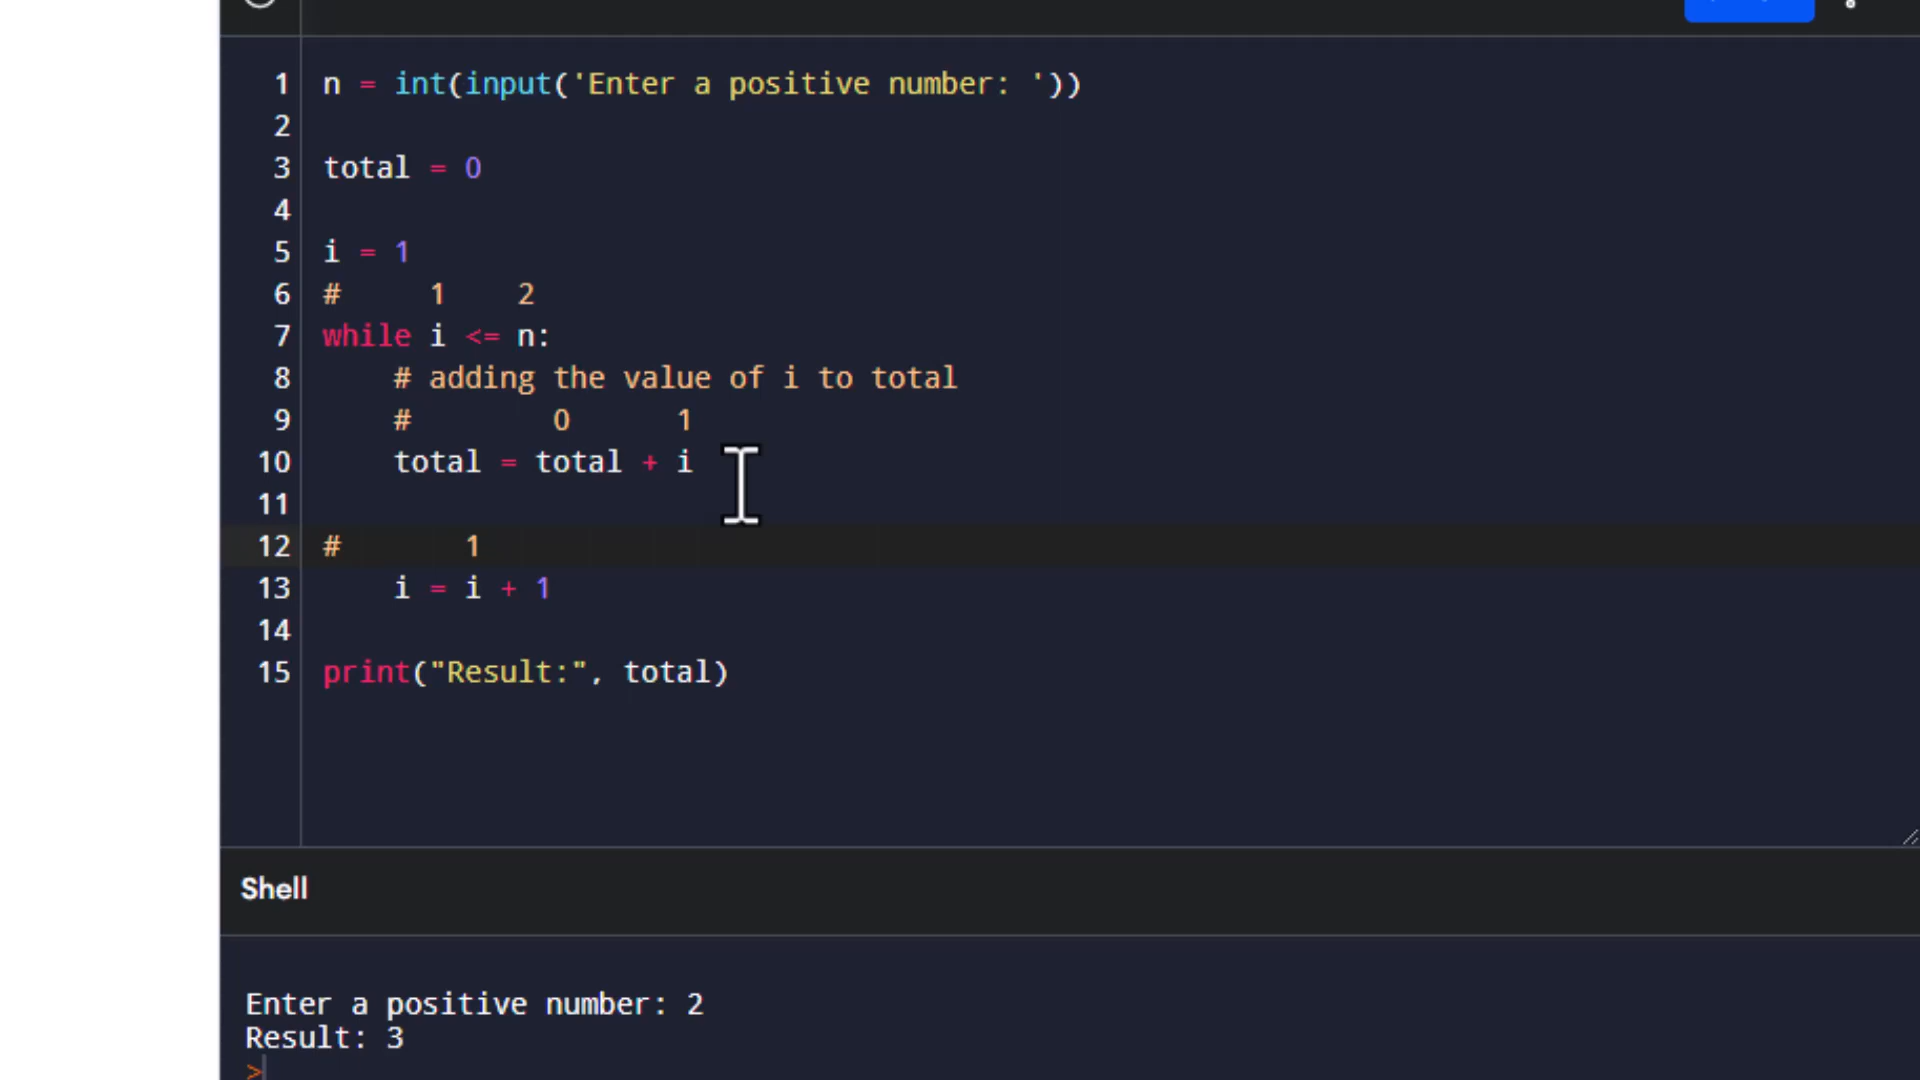 1 n = int(input('Enter a positive number: '))
2
3 total = 0
4
5 i = 1
6 #     1    2
7 while i <= n:
8     # adding the value of i to total
9     #        0      1
10     total = total + i
11
12 #       1
13     i = i + 1
14
15 print("Result:", total)
Shell
Enter a positive number: 2
Result: 3
>